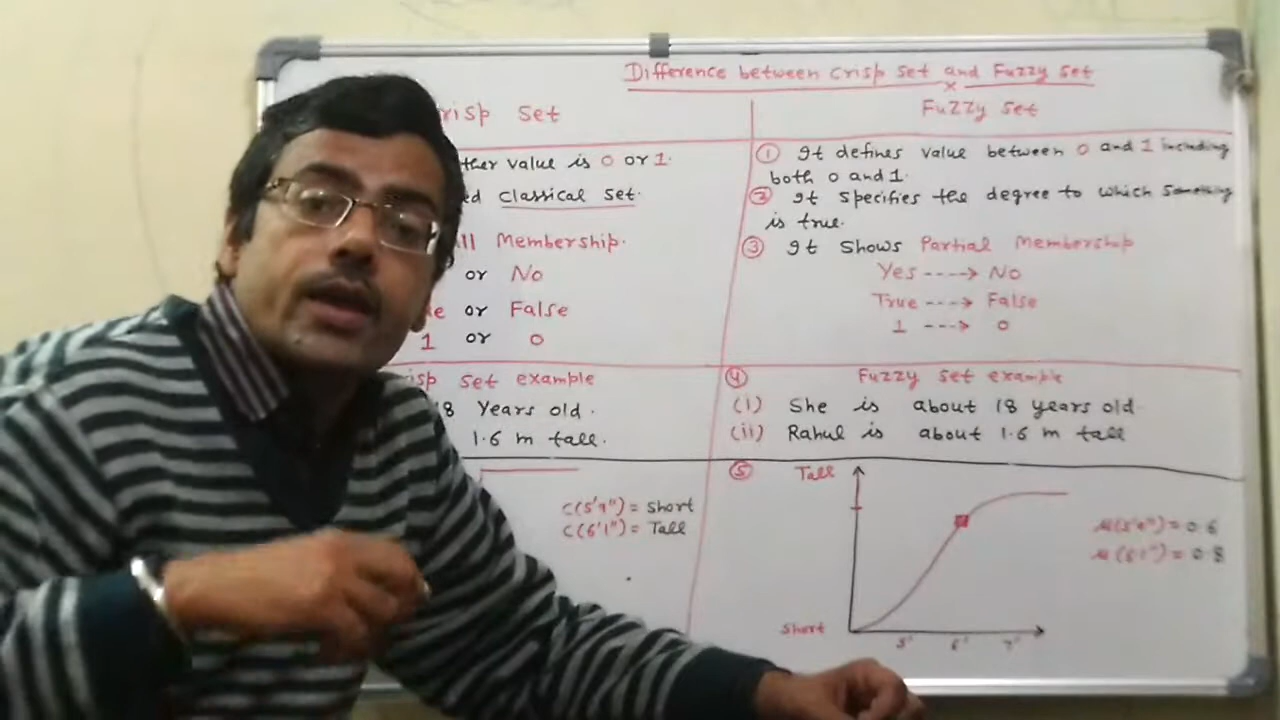 Difference between Crisp Set and Fuzzy Set
x
risp Set
ther value is 0 or 1.
ed Classical Set.
ll Membership.
or No
e or False
1 or 0
isp Set example
18 Years old.
1.6 m tall.
C(5'9") = Short
C(6'1") = Tall
Fuzzy Set
① It defines value between 0 and 1 including
both 0 and 1.
② It specifies the degree to which Something
is true.
③ It Shows Partial Membership
Yes ----> No
True ---> False
1 ---> 0
④ Fuzzy Set example
(i) She is about 18 years old.
(ii) Rahul is about 1.6 m tall
⑤ Tall
Short
5' 6' 7'
= 0.6
μ(6'1") = 0.8